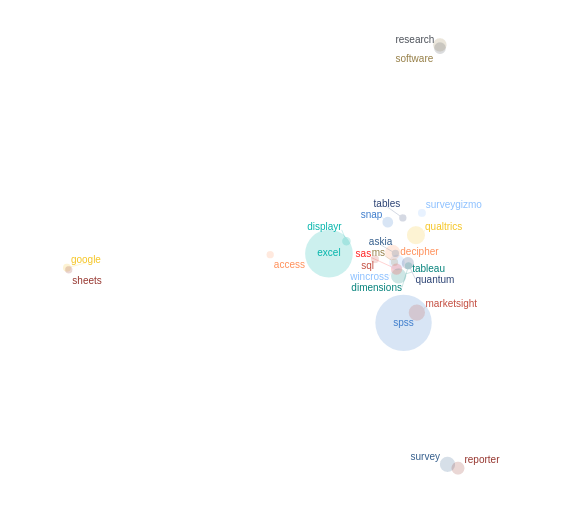 research
software
tables
surveygizmo
snap
displayr
qualtrics
askia
excel
sas
ms
decipher
google
access
sql
tableau
sheets
wincross
quantum
dimensions
marketsight
spss
survey
reporter